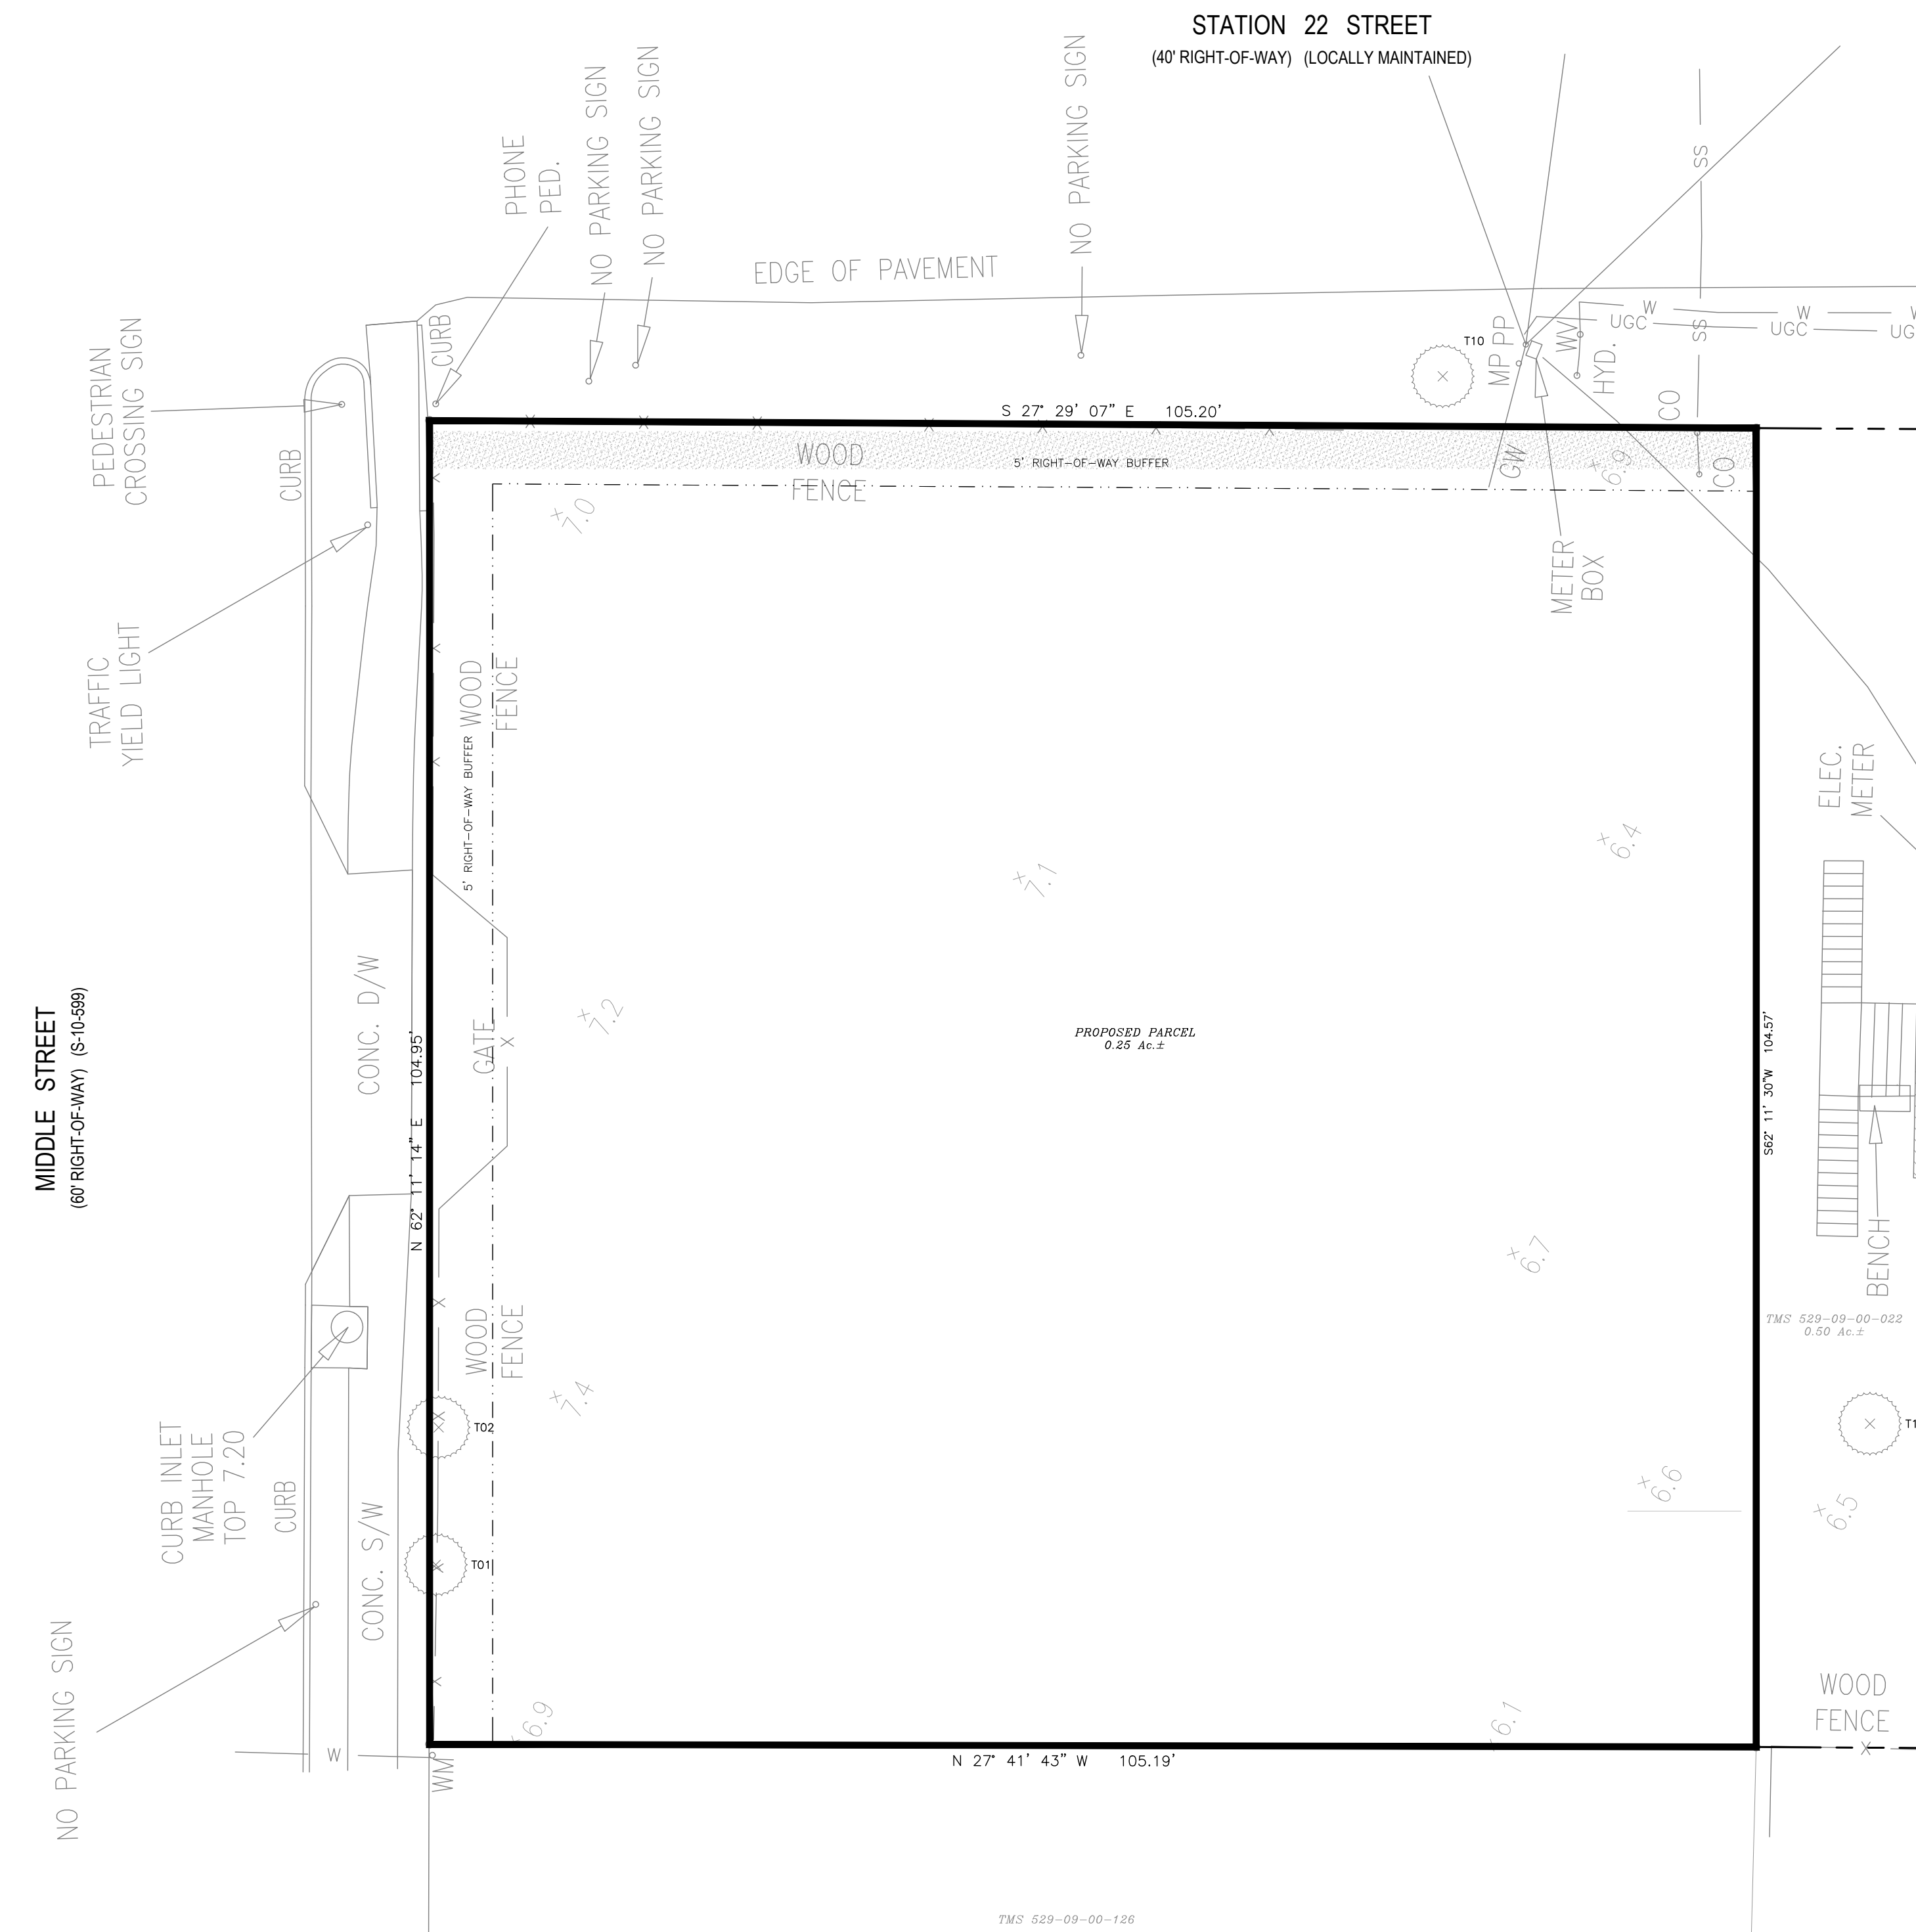 STATION 22 STREET
(40' RIGHT-OF-WAY) (LOCALLY MAINTAINED)
PHONE
PED.
NO PARKING SIGN
NO PARKING SIGN
NO PARKING SIGN
EDGE OF PAVEMENT
SS
PEDESTRIAN
CROSSING SIGN
CURB
CURB
T10
MP
PP
WV
HYD.
UGC
W
SS
W
UGC
CO
S 27° 29' 07" E 105.20'
WOOD
FENCE
5' RIGHT-OF-WAY BUFFER
GW
6.9
CO
7.0
METER
BOX
TRAFFIC
YIELD LIGHT
WOOD
FENCE
5' RIGHT-OF-WAY BUFFER
ELEC.
METER
7.1
6.4
MIDDLE STREET
(60' RIGHT-OF-WAY) (S-10-599)
CONC. D/W
N 62° 11' 14" E 104.95'
GATE
X
7.2
PROPOSED PARCEL
0.25 Ac.±
S62° 11' 30"W 104.57'
BENCH
6.7
TMS 529-09-00-022
0.50 Ac.±
WOOD
FENCE
7.4
T02
CURB INLET
MANHOLE
TOP 7.20
CURB
CONC. S/W
T01
6.6
6.5
NO PARKING SIGN
WOOD
FENCE
6.9
6.1
W
WM
N 27° 41' 43" W 105.19'
TMS 529-09-00-126